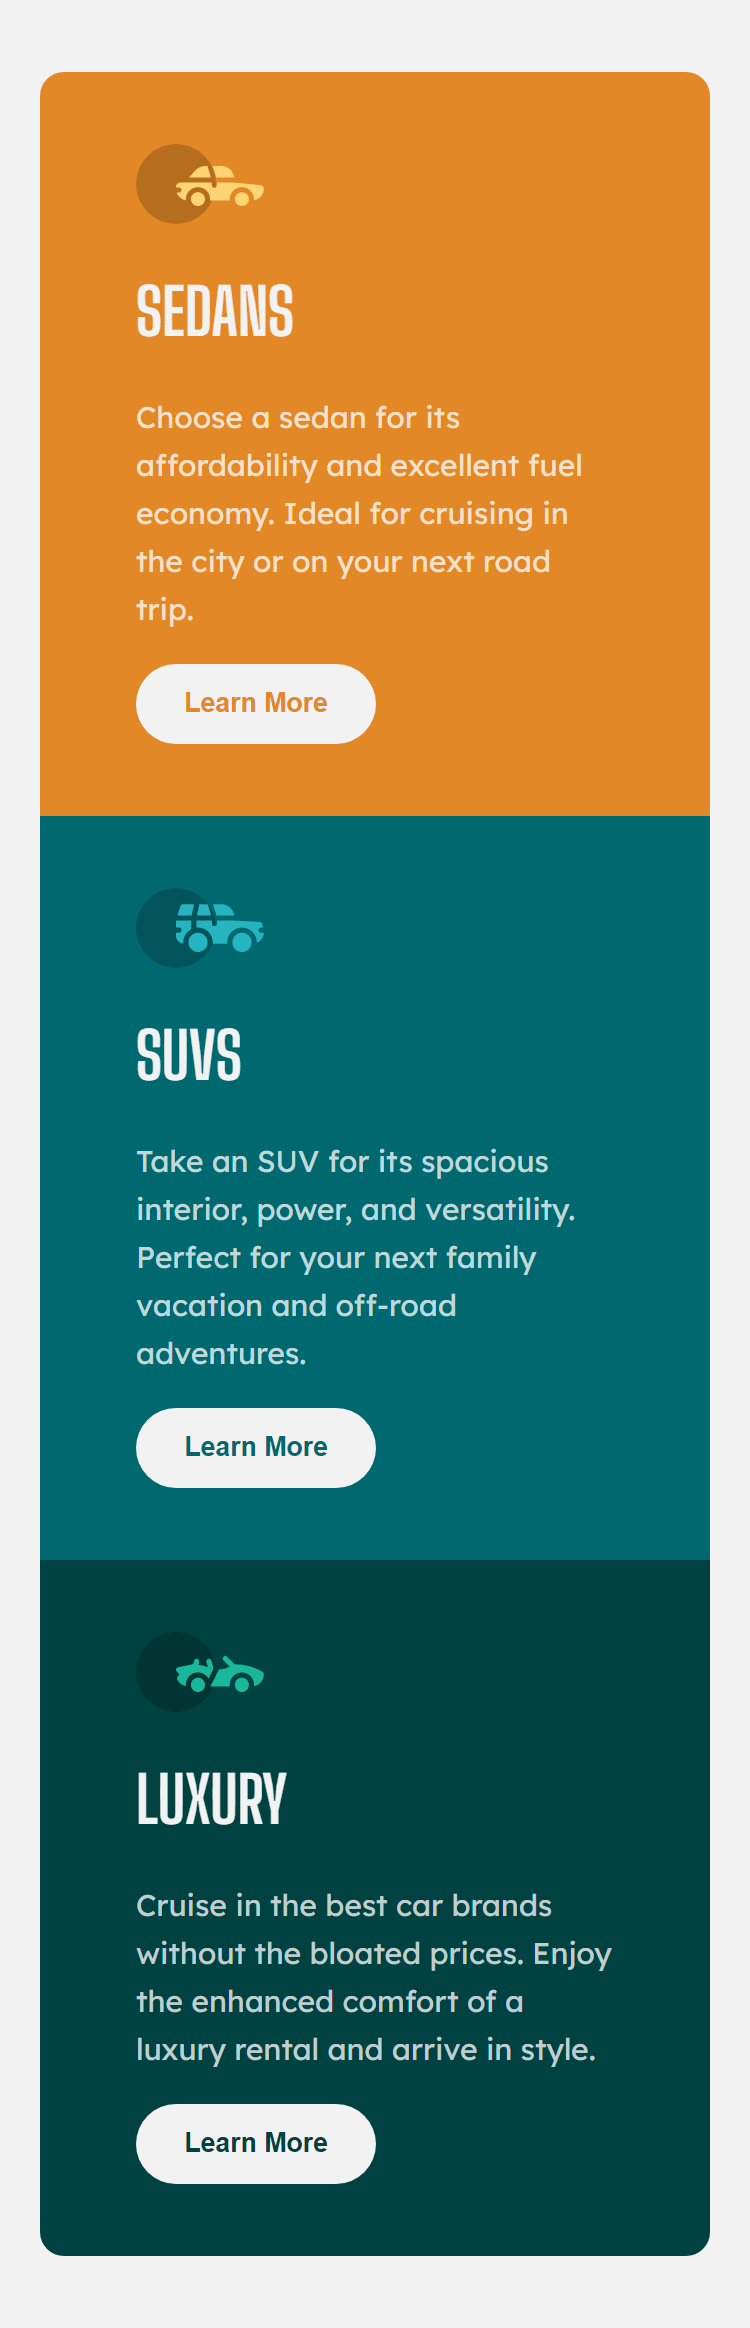 SEDANS
Choose a sedan for its
affordability and excellent fuel
economy. Ideal for cruising in
the city or on your next road
trip.
Learn More
SUVS
Take an SUV for its spacious
interior, power, and versatility.
Perfect for your next family
vacation and off-road
adventures.
Learn More
LUXURY
Cruise in the best car brands
without the bloated prices. Enjoy
the enhanced comfort of a
luxury rental and arrive in style.
Learn More